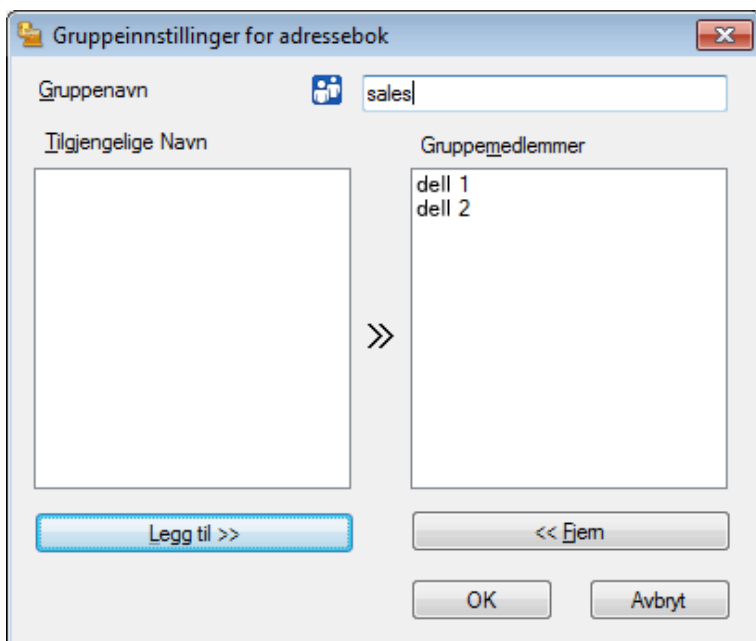 Gruppeinnstillinger for adressebok
Gruppenavn
sales
Tilgjengelige Navn
Gruppemedlemmer
dell 1
dell 2
>>
Legg til >>
<< Fjern
OK
Avbryt